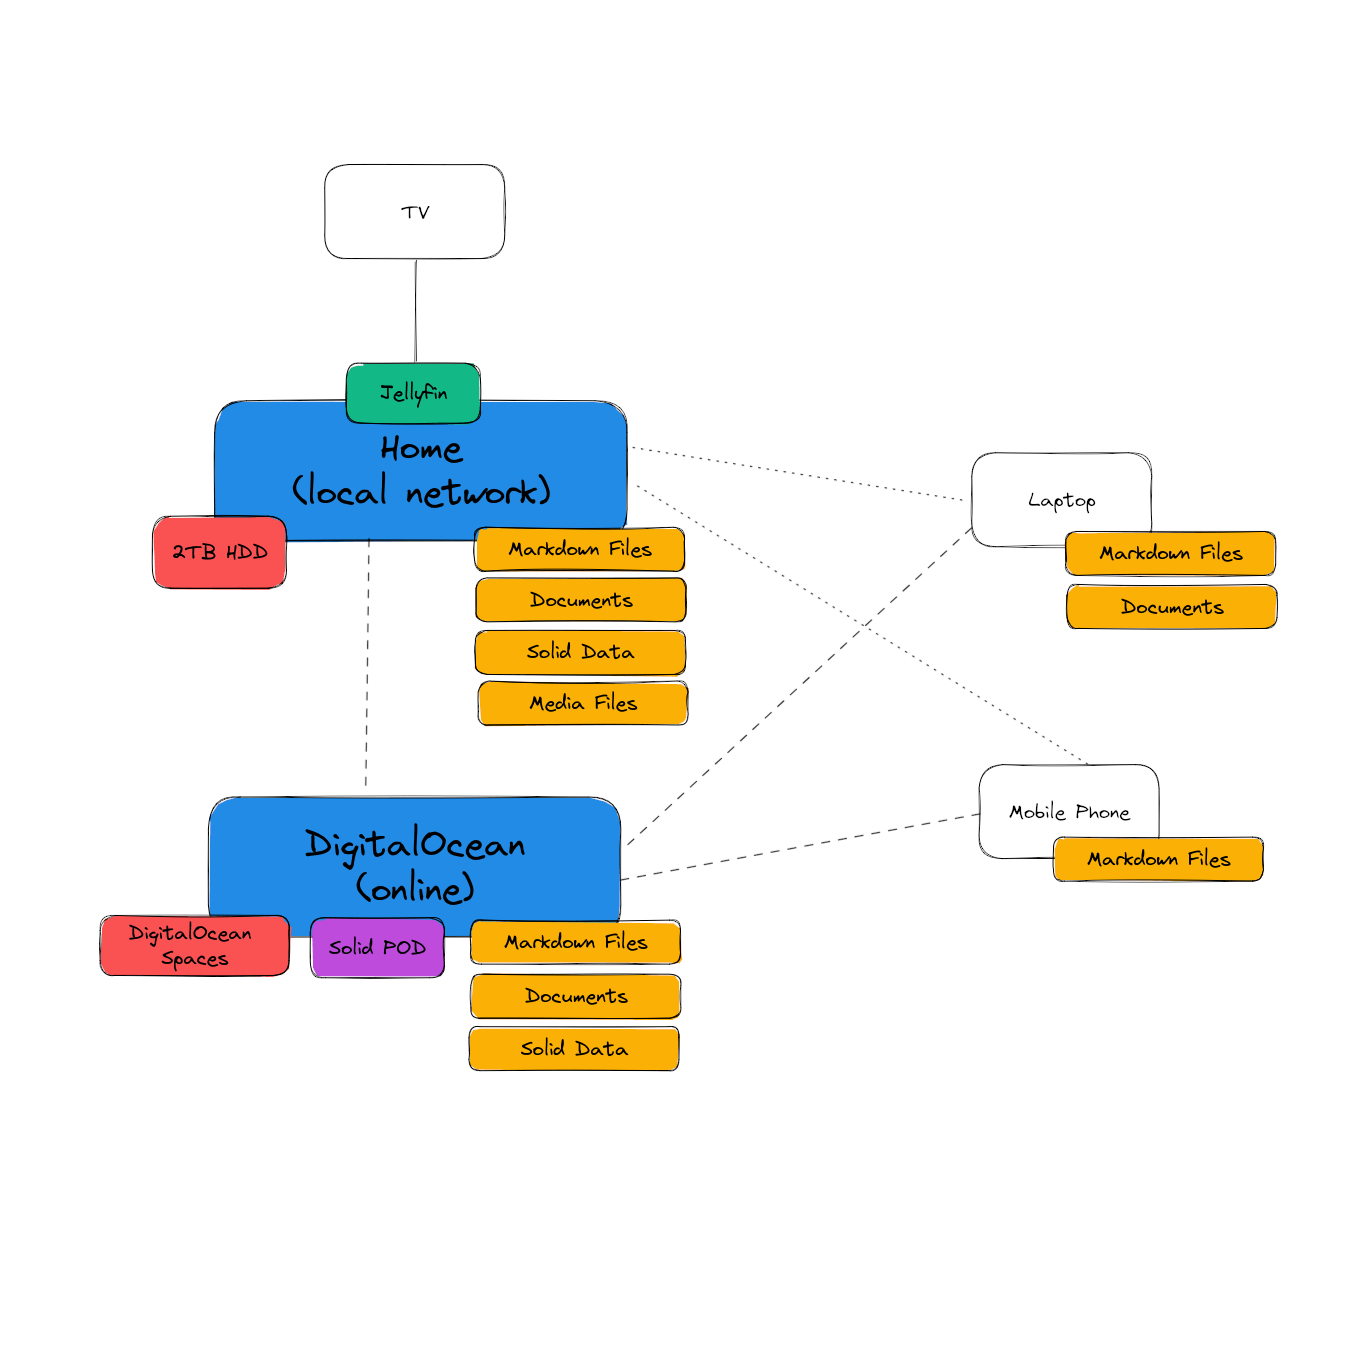 TV
Jellyfin
Home
(local network)
2TB HDD
Markdown Files
Documents
Solid Data
Media Files
Laptop
Markdown Files
Documents
Mobile Phone
Markdown Files
DigitalOcean
(online)
DigitalOcean
Spaces
Solid POD
Markdown Files
Documents
Solid Data